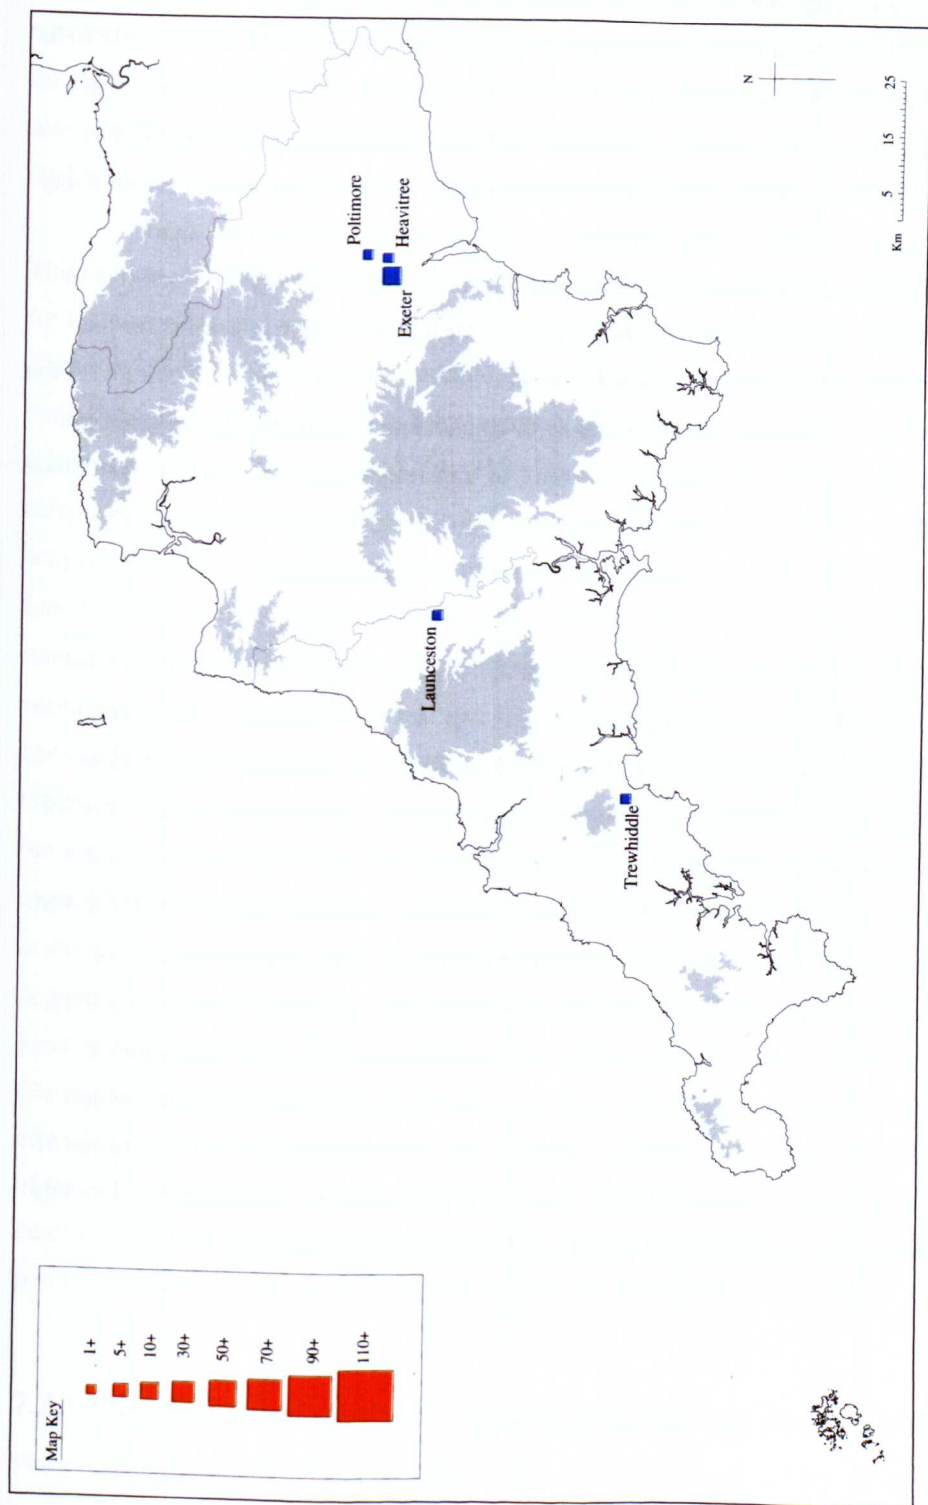 Map Key
1+
5+
10+
30+
50+
70+
90+
110+
Poltimore
Heavitree
Exeter
Launceston
Trewhiddle
N
Km
5
15
25